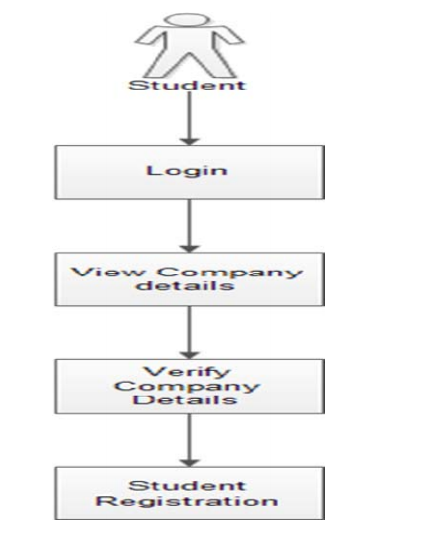 Student
Login
View Company
details
Verify
Company
Details
Student
Registration